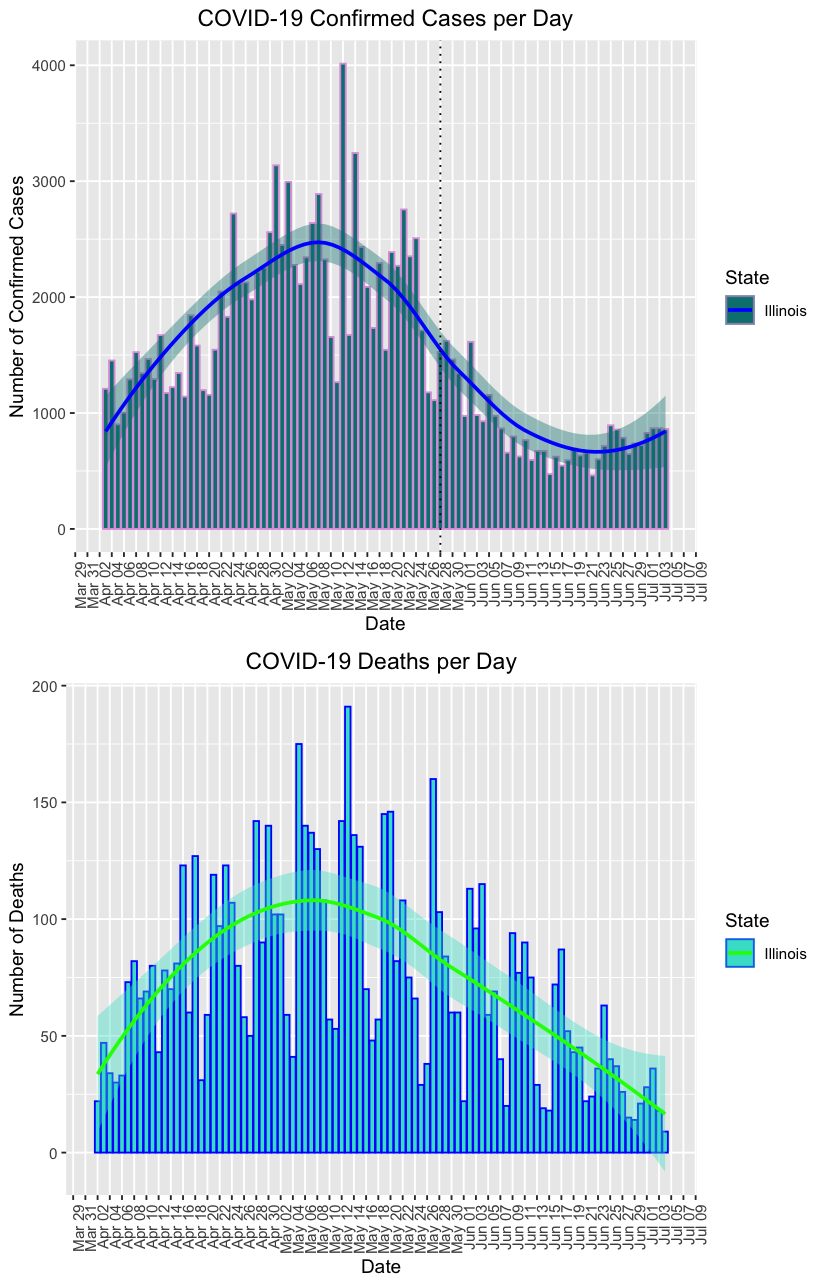 COVID-19 Confirmed Cases per Day
Number of Confirmed Cases
4000
3000
2000
1000
0
Mar 29
Mar 31
Apr 02
Apr 04
Apr 06
Apr 08
Apr 10
Apr 12
Apr 14
Apr 16
Apr 18
Apr 20
Apr 22
Apr 24
Apr 26
Apr 28
Apr 30
May 02
May 04
May 06
May 08
May 10
May 12
May 14
May 16
May 18
May 20
May 22
May 24
May 26
May 28
May 30
Jun 01
Jun 03
Jun 05
Jun 07
Jun 09
Jun 11
Jun 13
Jun 15
Jun 17
Jun 19
Jun 21
Jun 23
Jun 25
Jun 27
Jun 29
Jul 01
Jul 03
Jul 05
Jul 07
Jul 09
Date
State
Illinois
COVID-19 Deaths per Day
Number of Deaths
200
150
100
50
0
Mar 29
Mar 31
Apr 02
Apr 04
Apr 06
Apr 08
Apr 10
Apr 12
Apr 14
Apr 16
Apr 18
Apr 20
Apr 22
Apr 24
Apr 26
Apr 28
Apr 30
May 02
May 04
May 06
May 08
May 10
May 12
May 14
May 16
May 18
May 20
May 22
May 24
May 26
May 28
May 30
Jun 01
Jun 03
Jun 05
Jun 07
Jun 09
Jun 11
Jun 13
Jun 15
Jun 17
Jun 19
Jun 21
Jun 23
Jun 25
Jun 27
Jun 29
Jul 01
Jul 03
Jul 05
Jul 07
Jul 09
Date
State
Illinois